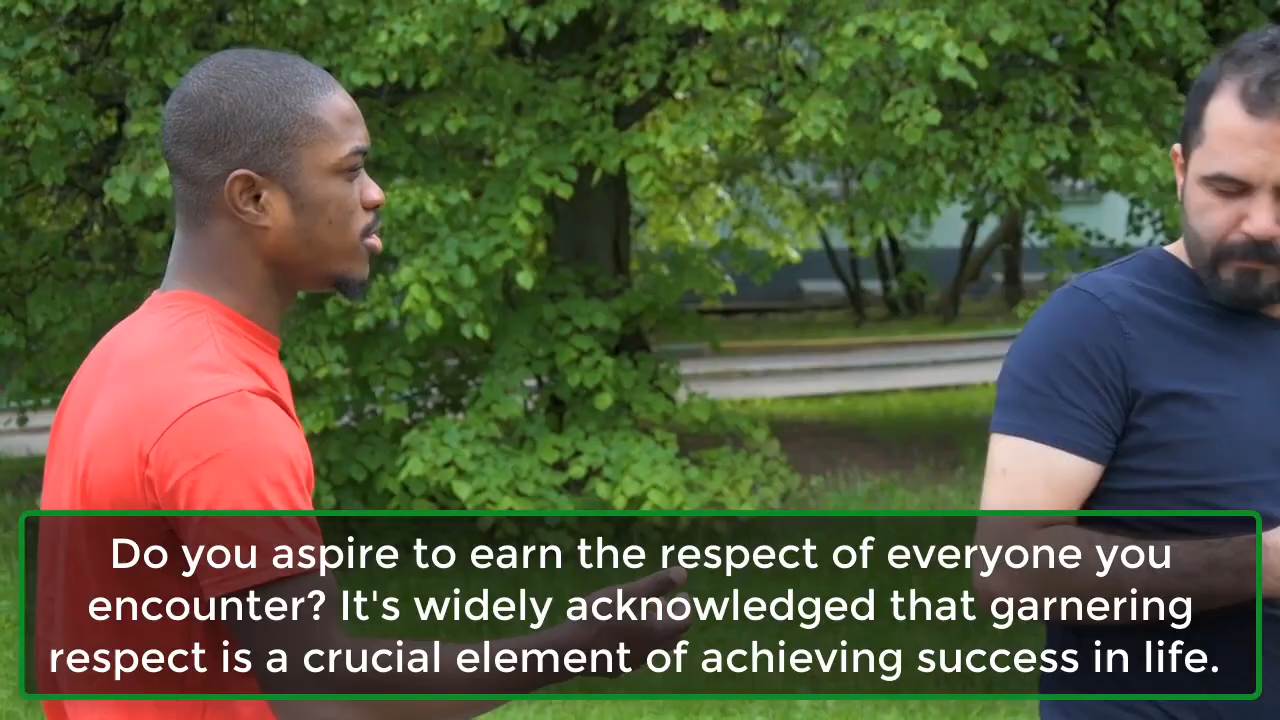 Do you aspire to earn the respect of everyone you
encounter? It's widely acknowledged that garnering
respect is a crucial element of achieving success in life.